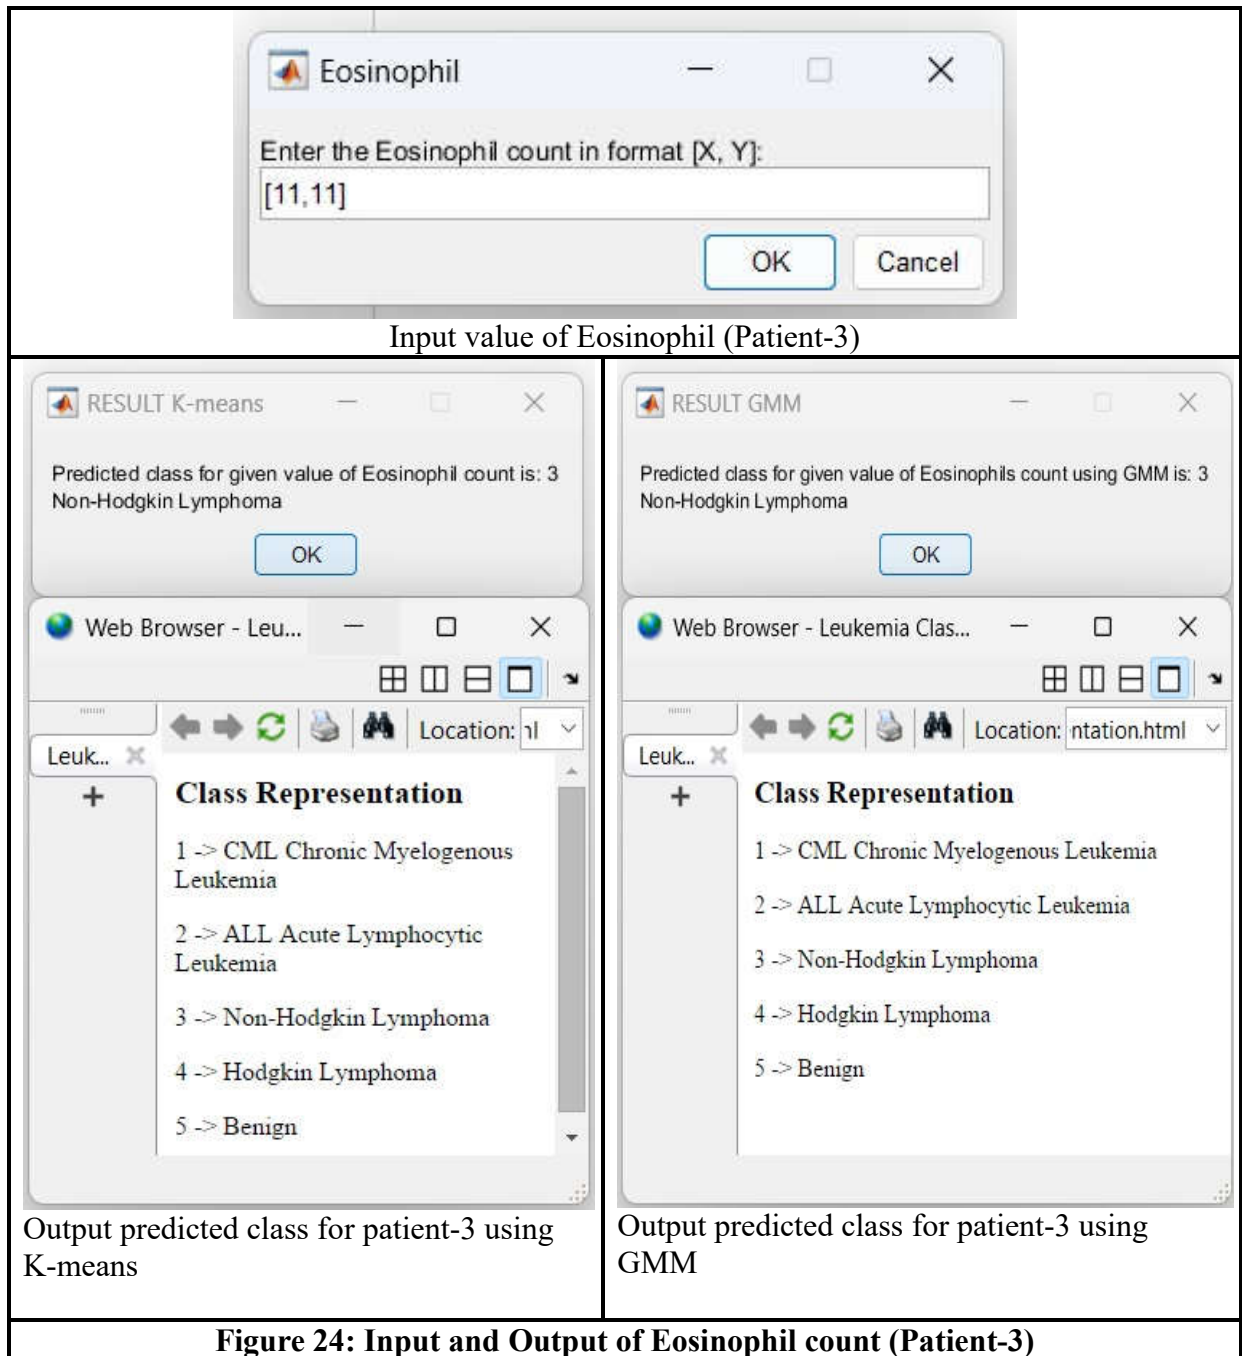 Eosinophil
Enter the Eosinophil count in format [X, Y]:
[11,11]
OK Cancel
Input value of Eosinophil (Patient-3)
RESULT K-means
Predicted class for given value of Eosinophil count is: 3
Non-Hodgkin Lymphoma
OK
Web Browser - Leu...
Location: nl
Leuk...
Class Representation
1 -> CML Chronic Myelogenous
Leukemia
2 -> ALL Acute Lymphocytic
Leukemia
3 -> Non-Hodgkin Lymphoma
4 -> Hodgkin Lymphoma
5 -> Benign
Output predicted class for patient-3 using
K-means
RESULT GMM
Predicted class for given value of Eosinophils count using GMM is: 3
Non-Hodgkin Lymphoma
OK
Web Browser - Leukemia Clas...
Location: ntation.html
Leuk...
Class Representation
1 -> CML Chronic Myelogenous Leukemia
2 -> ALL Acute Lymphocytic Leukemia
3 -> Non-Hodgkin Lymphoma
4 -> Hodgkin Lymphoma
5 -> Benign
Output predicted class for patient-3 using
GMM
Figure 24: Input and Output of Eosinophil count (Patient-3)